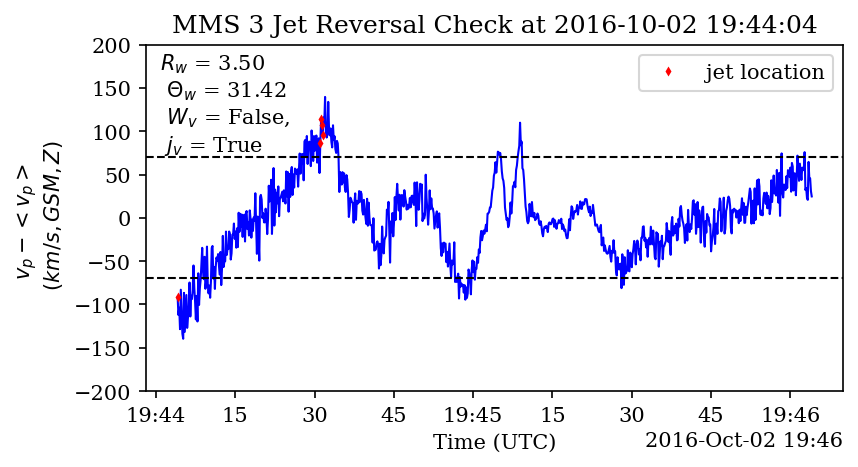 MMS 3 Jet Reversal Check at 2016-10-02 19:44:04
R_w = 3.50
Θ_w = 31.42
W_v = False,
j_v = True
jet location
v_p − < v_p >
(km/s, GSM, Z)
200
150
100
50
0
−50
−100
−150
−200
19:44 15 30 45 19:45 15 30 45 19:46
Time (UTC)
2016-Oct-02 19:46